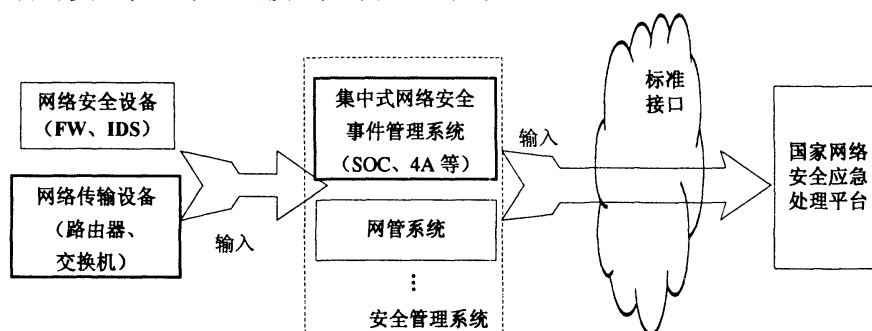 网络安全设备
（FW、IDS）
网络传输设备
（路由器、
交换机）
输入
集中式网络安全
事件管理系统
（SOC、4A 等）
网管系统
⋮
安全管理系统
输入
标准
接口
国家网络
安全应急
处理平台